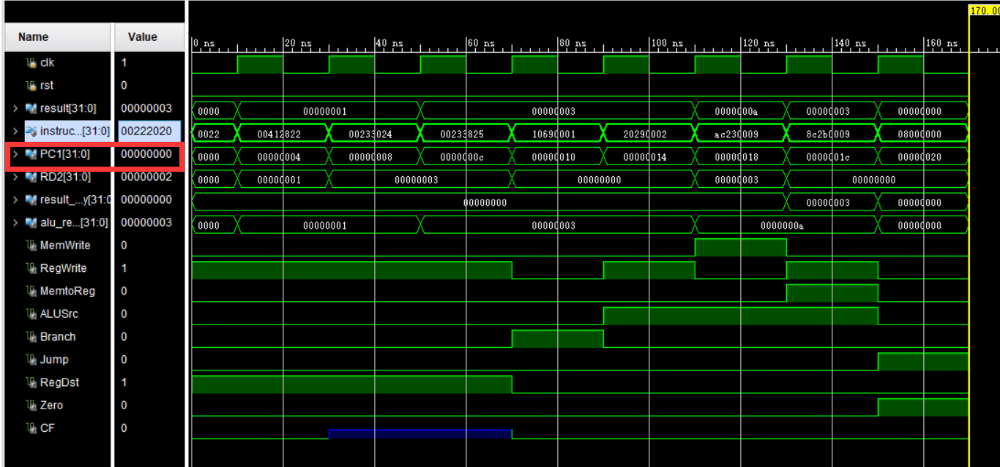 170.00
Name Value
0 ns 20 ns 40 ns 60 ns 80 ns 100 ns 120 ns 140 ns 160 ns
clk 1
rst 0
result[31:0] 00000003 0000 00000001 00000003 0000000a 00000003 00000000
instruc...[31:0] 00222020 0022 00412822 00233024 00233825 10690001 20290002 ac230009 8c2b0009 08000000
PC1[31:0] 00000000 0000 00000004 00000008 0000000c 00000010 00000014 00000018 0000001c 00000020
RD2[31:0] 00000002 0000 00000001 00000003 00000000 00000003 00000000
result_...y[31:0 00000000 00000000 00000003 00000000
alu_re...[31:0] 00000003 0000 00000001 00000003 0000000a 00000000
MemWrite 0
RegWrite 1
MemtoReg 0
ALUSrc 0
Branch 0
Jump 0
RegDst 1
Zero 0
CF 0